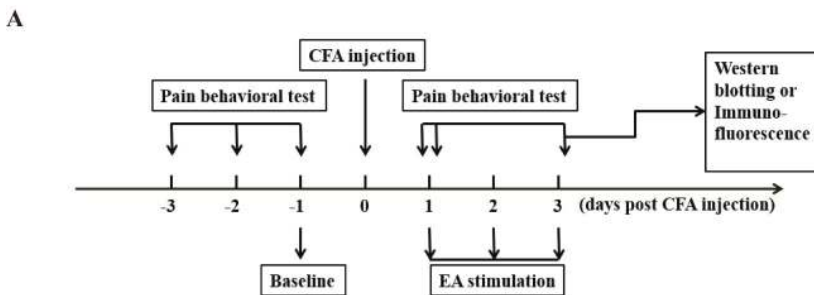 A
CFA injection
Western
blotting or
Immuno-
fluorescence
Pain behavioral test
Pain behavioral test
-3 -2 -1 0 1 2 3 (days post CFA injection)
Baseline
EA stimulation